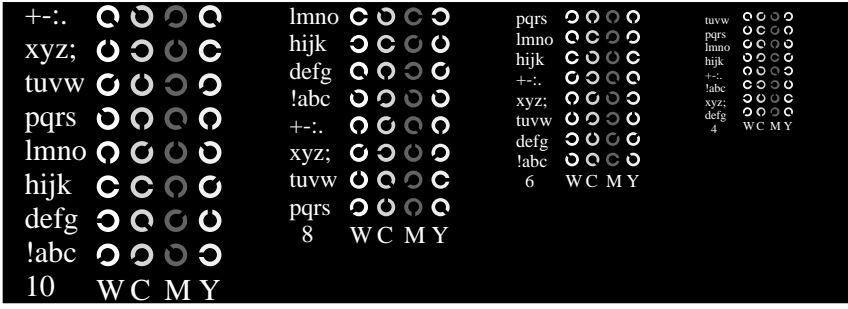 +-:.
xyz;
tuvw
pqrs
lmno
hijk
defg
!abc
10 W C M Y
lmno
hijk
defg
!abc
+-:.
xyz;
tuvw
pqrs
8 W C M Y
pqrs
lmno
hijk
+-:.
xyz;
tuvw
defg
!abc
6 W C M Y
tuvw
pqrs
lmno
hijk
+-:.
!abc
xyz;
defg
4 W C M Y